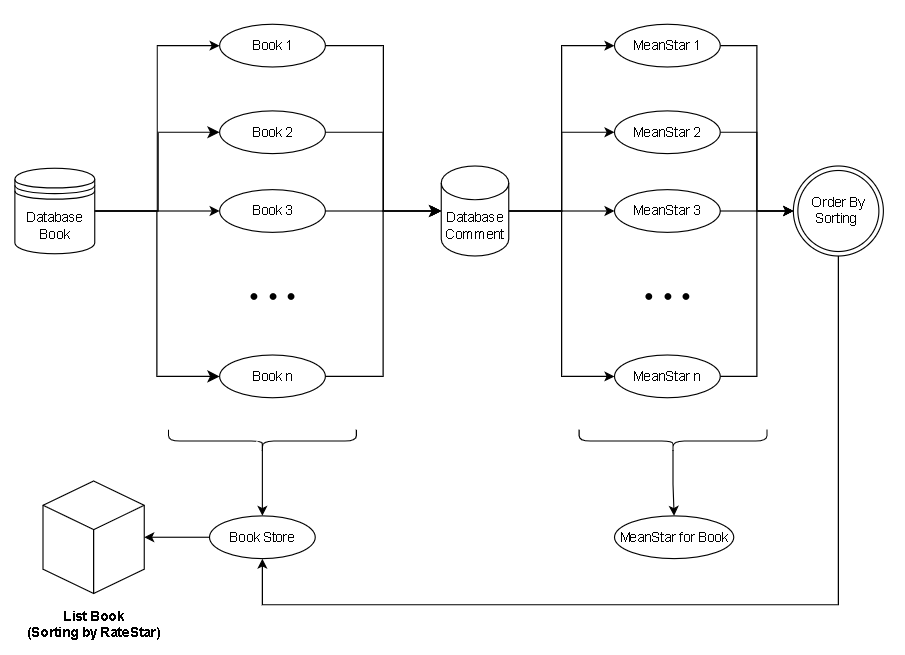 Book 1
Book 2
Book 3
Book n
Database
Book
Database
Comment
MeanStar 1
MeanStar 2
MeanStar 3
MeanStar n
Order By
Sorting
Book Store
MeanStar for Book
List Book
(Sorting by RateStar)